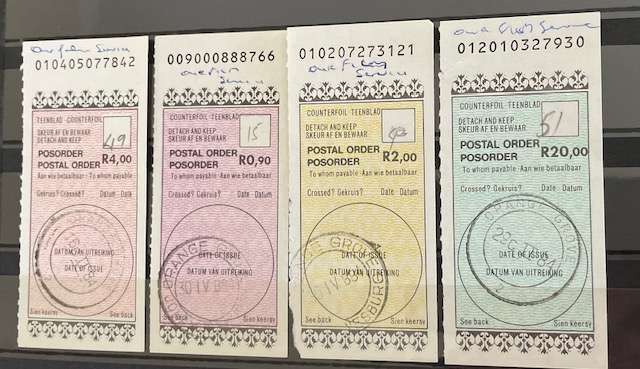 010405077842
TEENBLAD · COUNTERFOIL
SKEUR AF EN BEWAAR
DETACH AND KEEP
49
POSORDER
POSTAL ORDER
R4,00
To whom payable · Aan wie betaalbaar
Gekruis? Crossed? Datum · Date
DATUM VAN UITREIKING
DATE OF ISSUE
See back Sien keersy
009000888766
COUNTERFOIL · TEENBLAD
DETACH AND KEEP
SKEUR AF EN BEWAAR
15
POSTAL ORDER
POSORDER
R0,90
To whom payable · Aan wie betaalbaar
Crossed? Gekruis? Date · Datum
ORANGE
DATE OF ISSUE
DATUM VAN UITREIKING
See back Sien keersy
010207273121
Service
COUNTERFOIL · TEENBLAD
DETACH AND KEEP
SKEUR AF EN BEWAAR
POSTAL ORDER
POSORDER
R2,00
To whom payable · Aan wie betaalbaar
Crossed? Gekruis? Date · Datum
GROVE
DATE OF ISSUE
DATUM VAN UITREIKING
See back Sien keersy
Service
012010327930
COUNTERFOIL · TEENBLAD
DETACH AND KEEP
SKEUR AF EN BEWAAR
51
POSTAL ORDER
POSORDER
R20,00
To whom payable · Aan wie betaalbaar
Crossed? Gekruis? Date · Datum
ORANGE GROVE
DATE OF ISSUE
DATUM VAN UITREIKING
See back Sien keersy